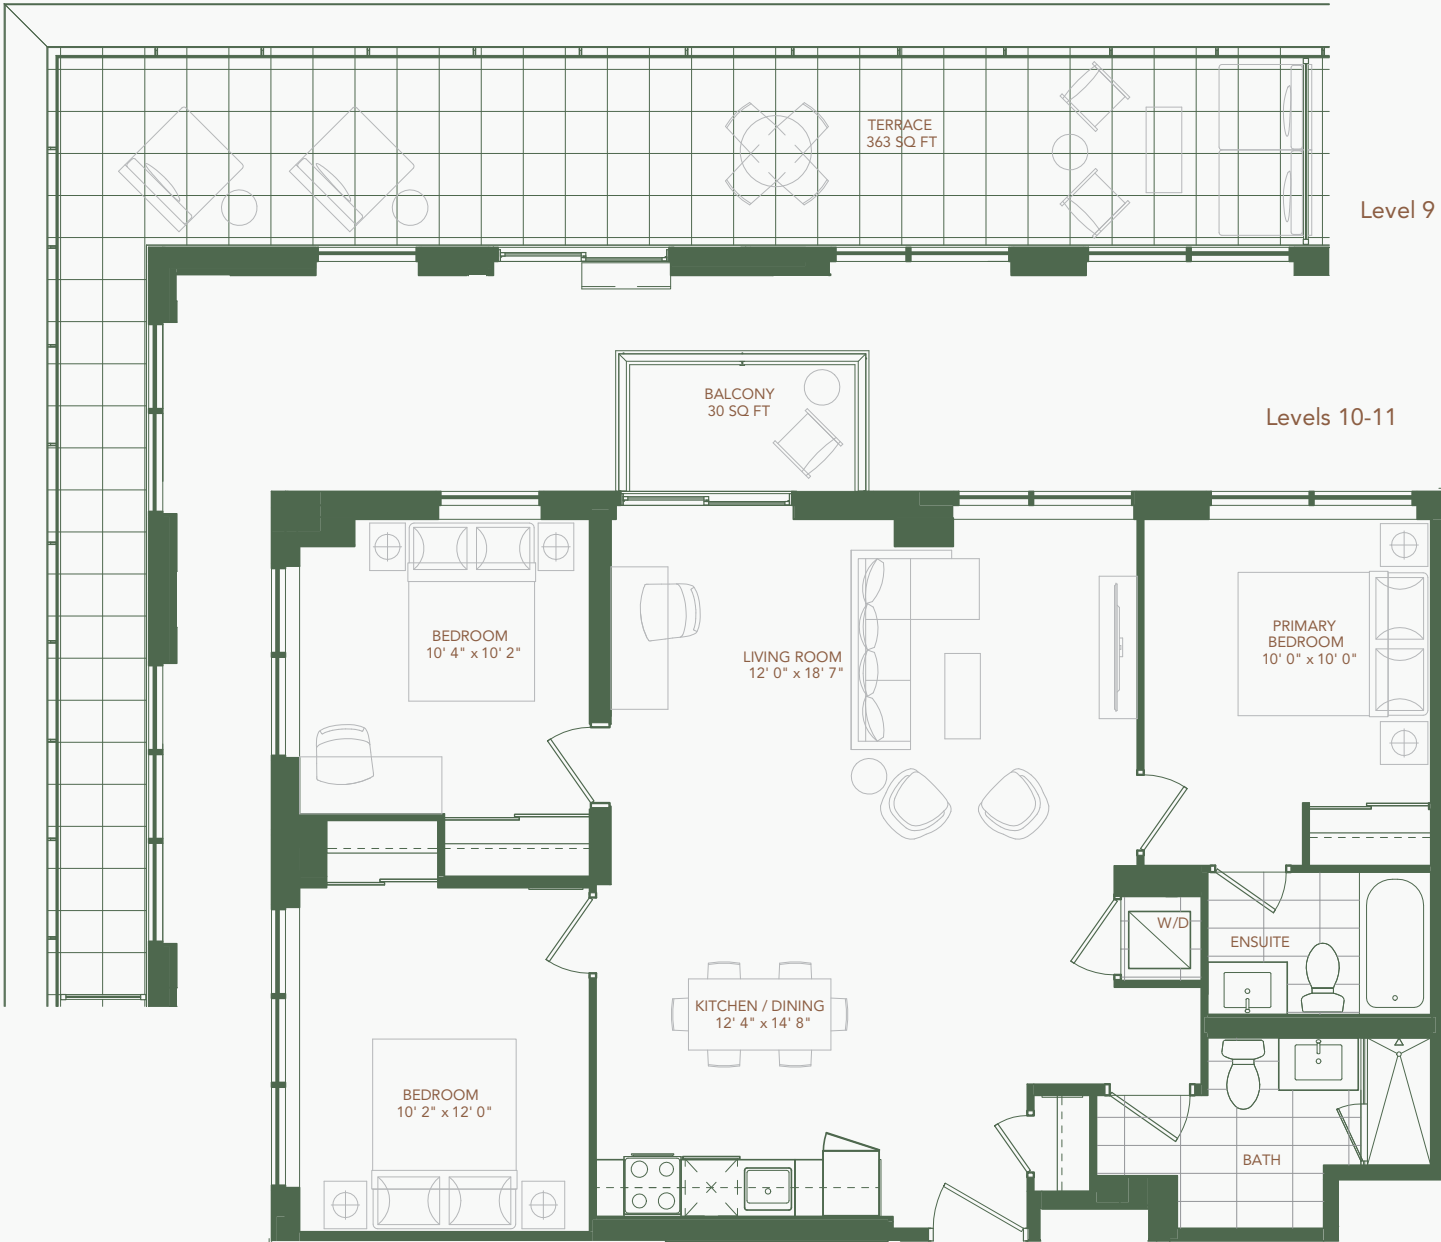 TERRACE
363 SQ FT
Level 9
BALCONY
30 SQ FT
Levels 10-11
BEDROOM
10' 4" x 10' 2"
LIVING ROOM
12' 0" x 18' 7"
PRIMARY
BEDROOM
10' 0" x 10' 0"
W/D
ENSUITE
KITCHEN / DINING
12' 4" x 14' 8"
BEDROOM
10' 2" x 12' 0"
BATH